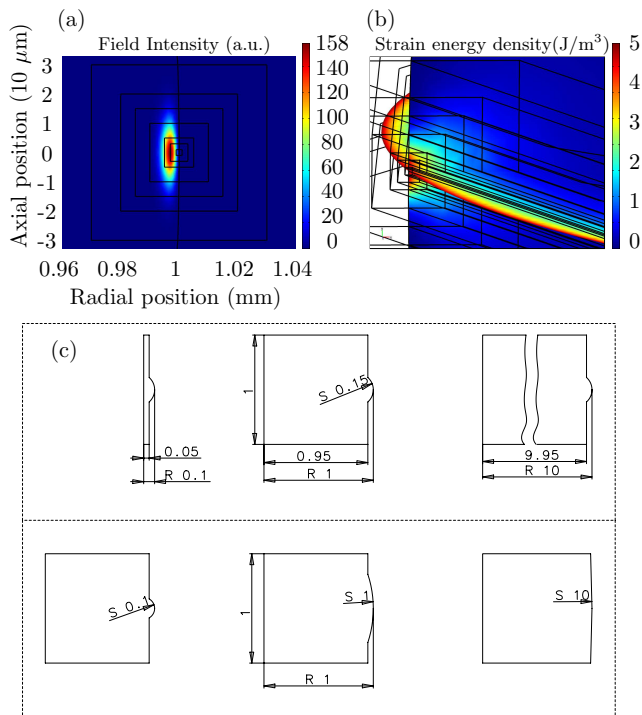 (a)
Field Intensity (a.u.)
Axial position (10 μm)
3
2
1
0
-1
-2
-3
0.96 0.98 1 1.02 1.04
Radial position (mm)
158
140
120
100
80
60
40
20
0
(b)
Strain energy density(J/m³)
5
4
3
2
1
0
(c)
0.05
R 0.1
1
S 0.15
0.95
R 1
9.95
R 10
S 0.1
1
S 1
R 1
S 10